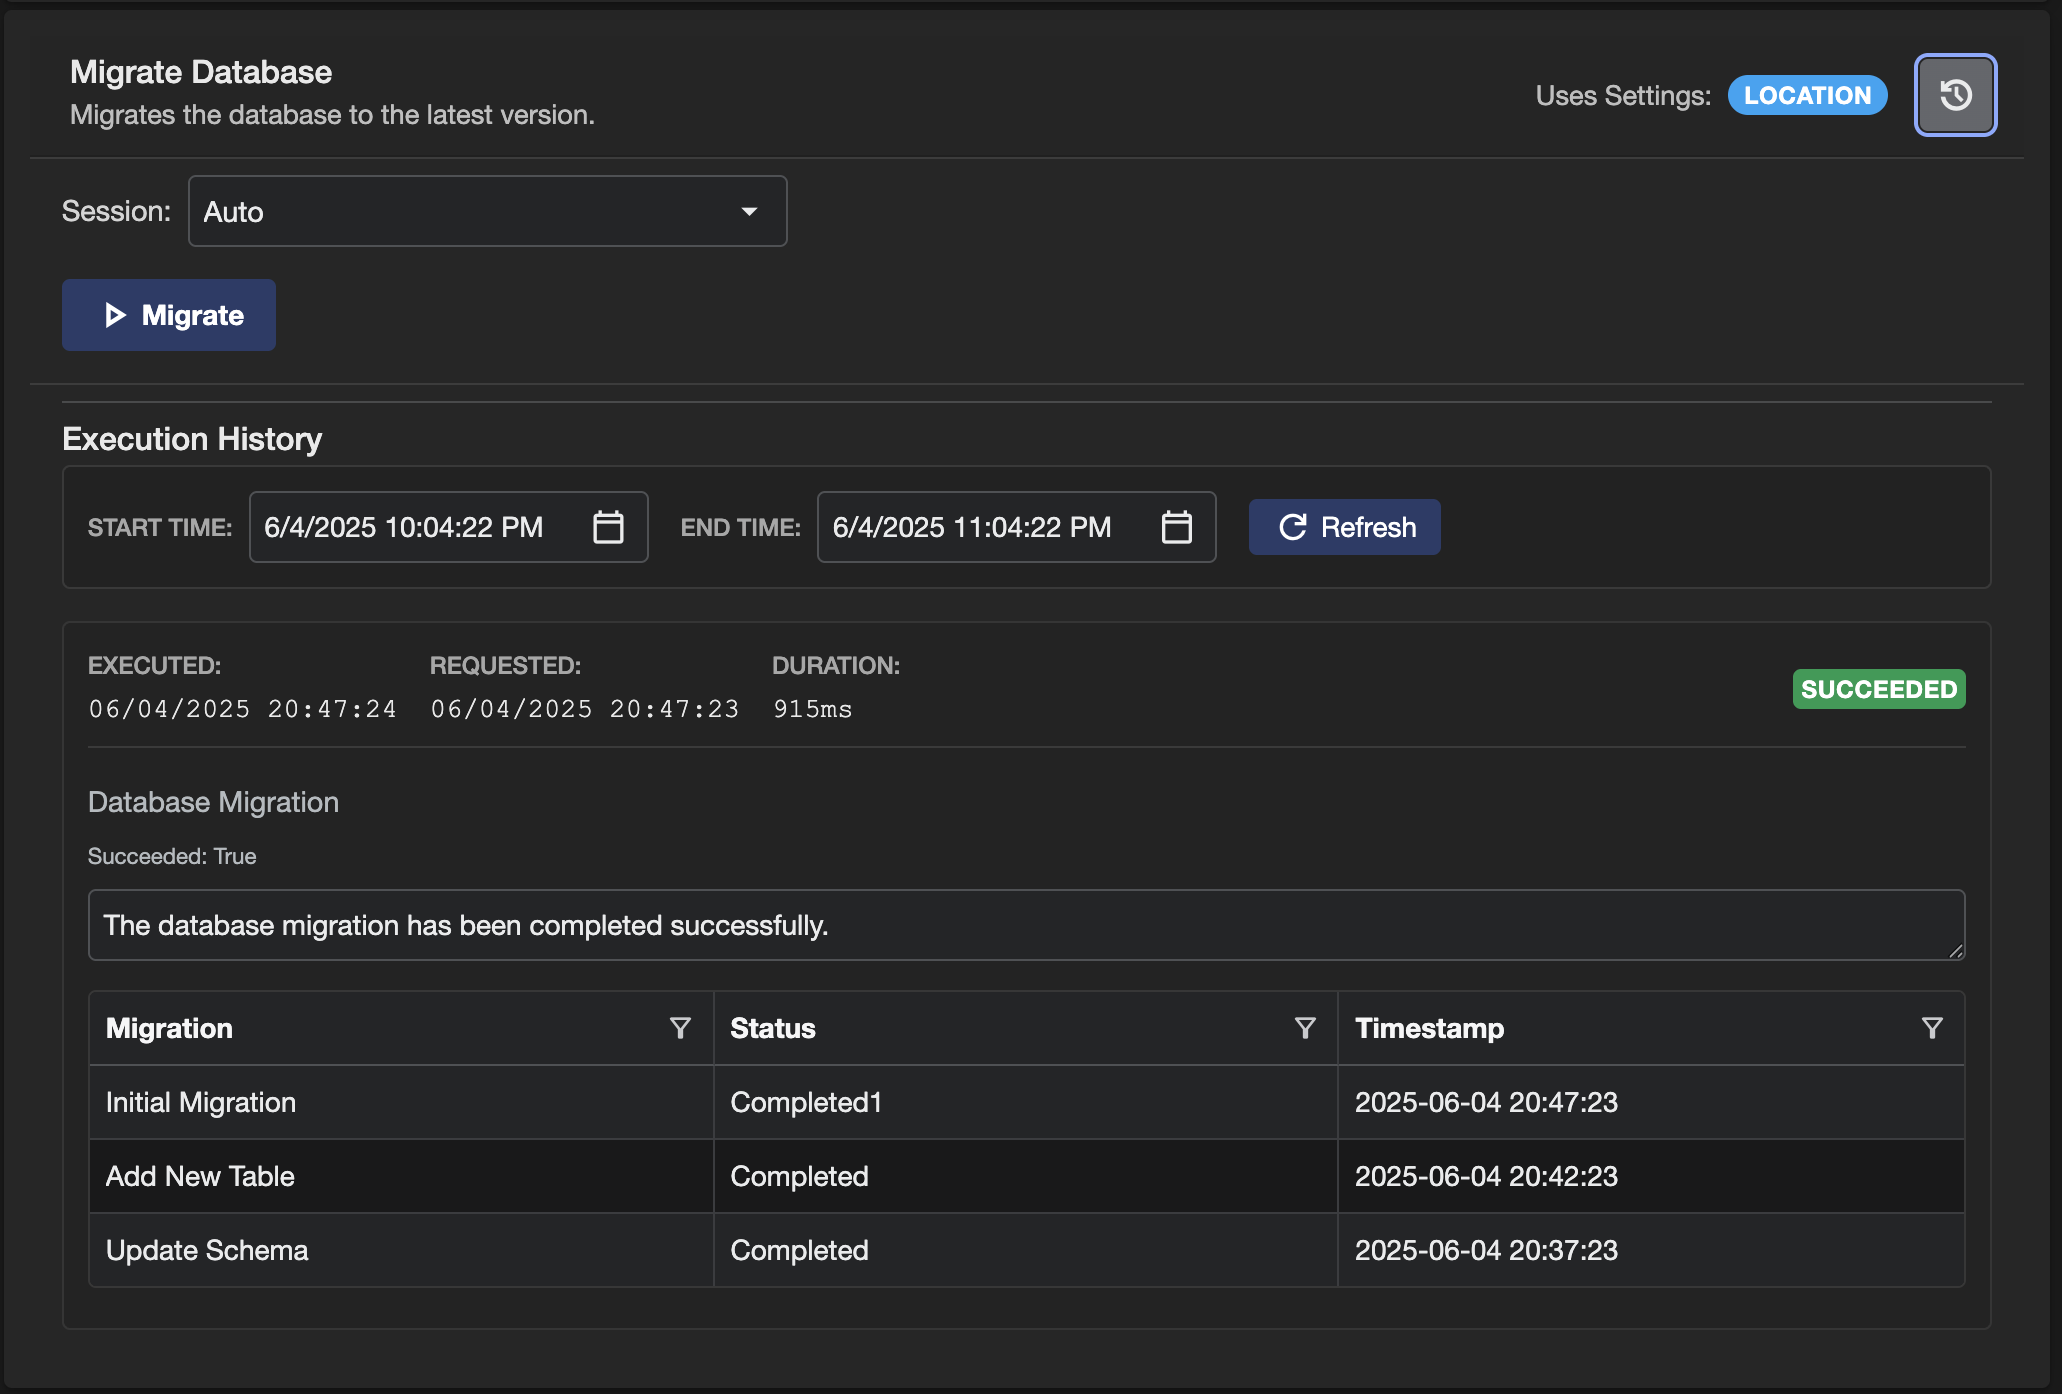 Migrate Database
Migrates the database to the latest version.
Uses Settings: LOCATION
Session: Auto
Migrate
Execution History
START TIME: 6/4/2025 10:04:22 PM END TIME: 6/4/2025 11:04:22 PM Refresh
EXECUTED: REQUESTED: DURATION:
06/04/2025 20:47:24 06/04/2025 20:47:23 915ms
SUCCEEDED
Database Migration
Succeeded: True
The database migration has been completed successfully.
Migration Status Timestamp
Initial Migration Completed1 2025-06-04 20:47:23
Add New Table Completed 2025-06-04 20:42:23
Update Schema Completed 2025-06-04 20:37:23